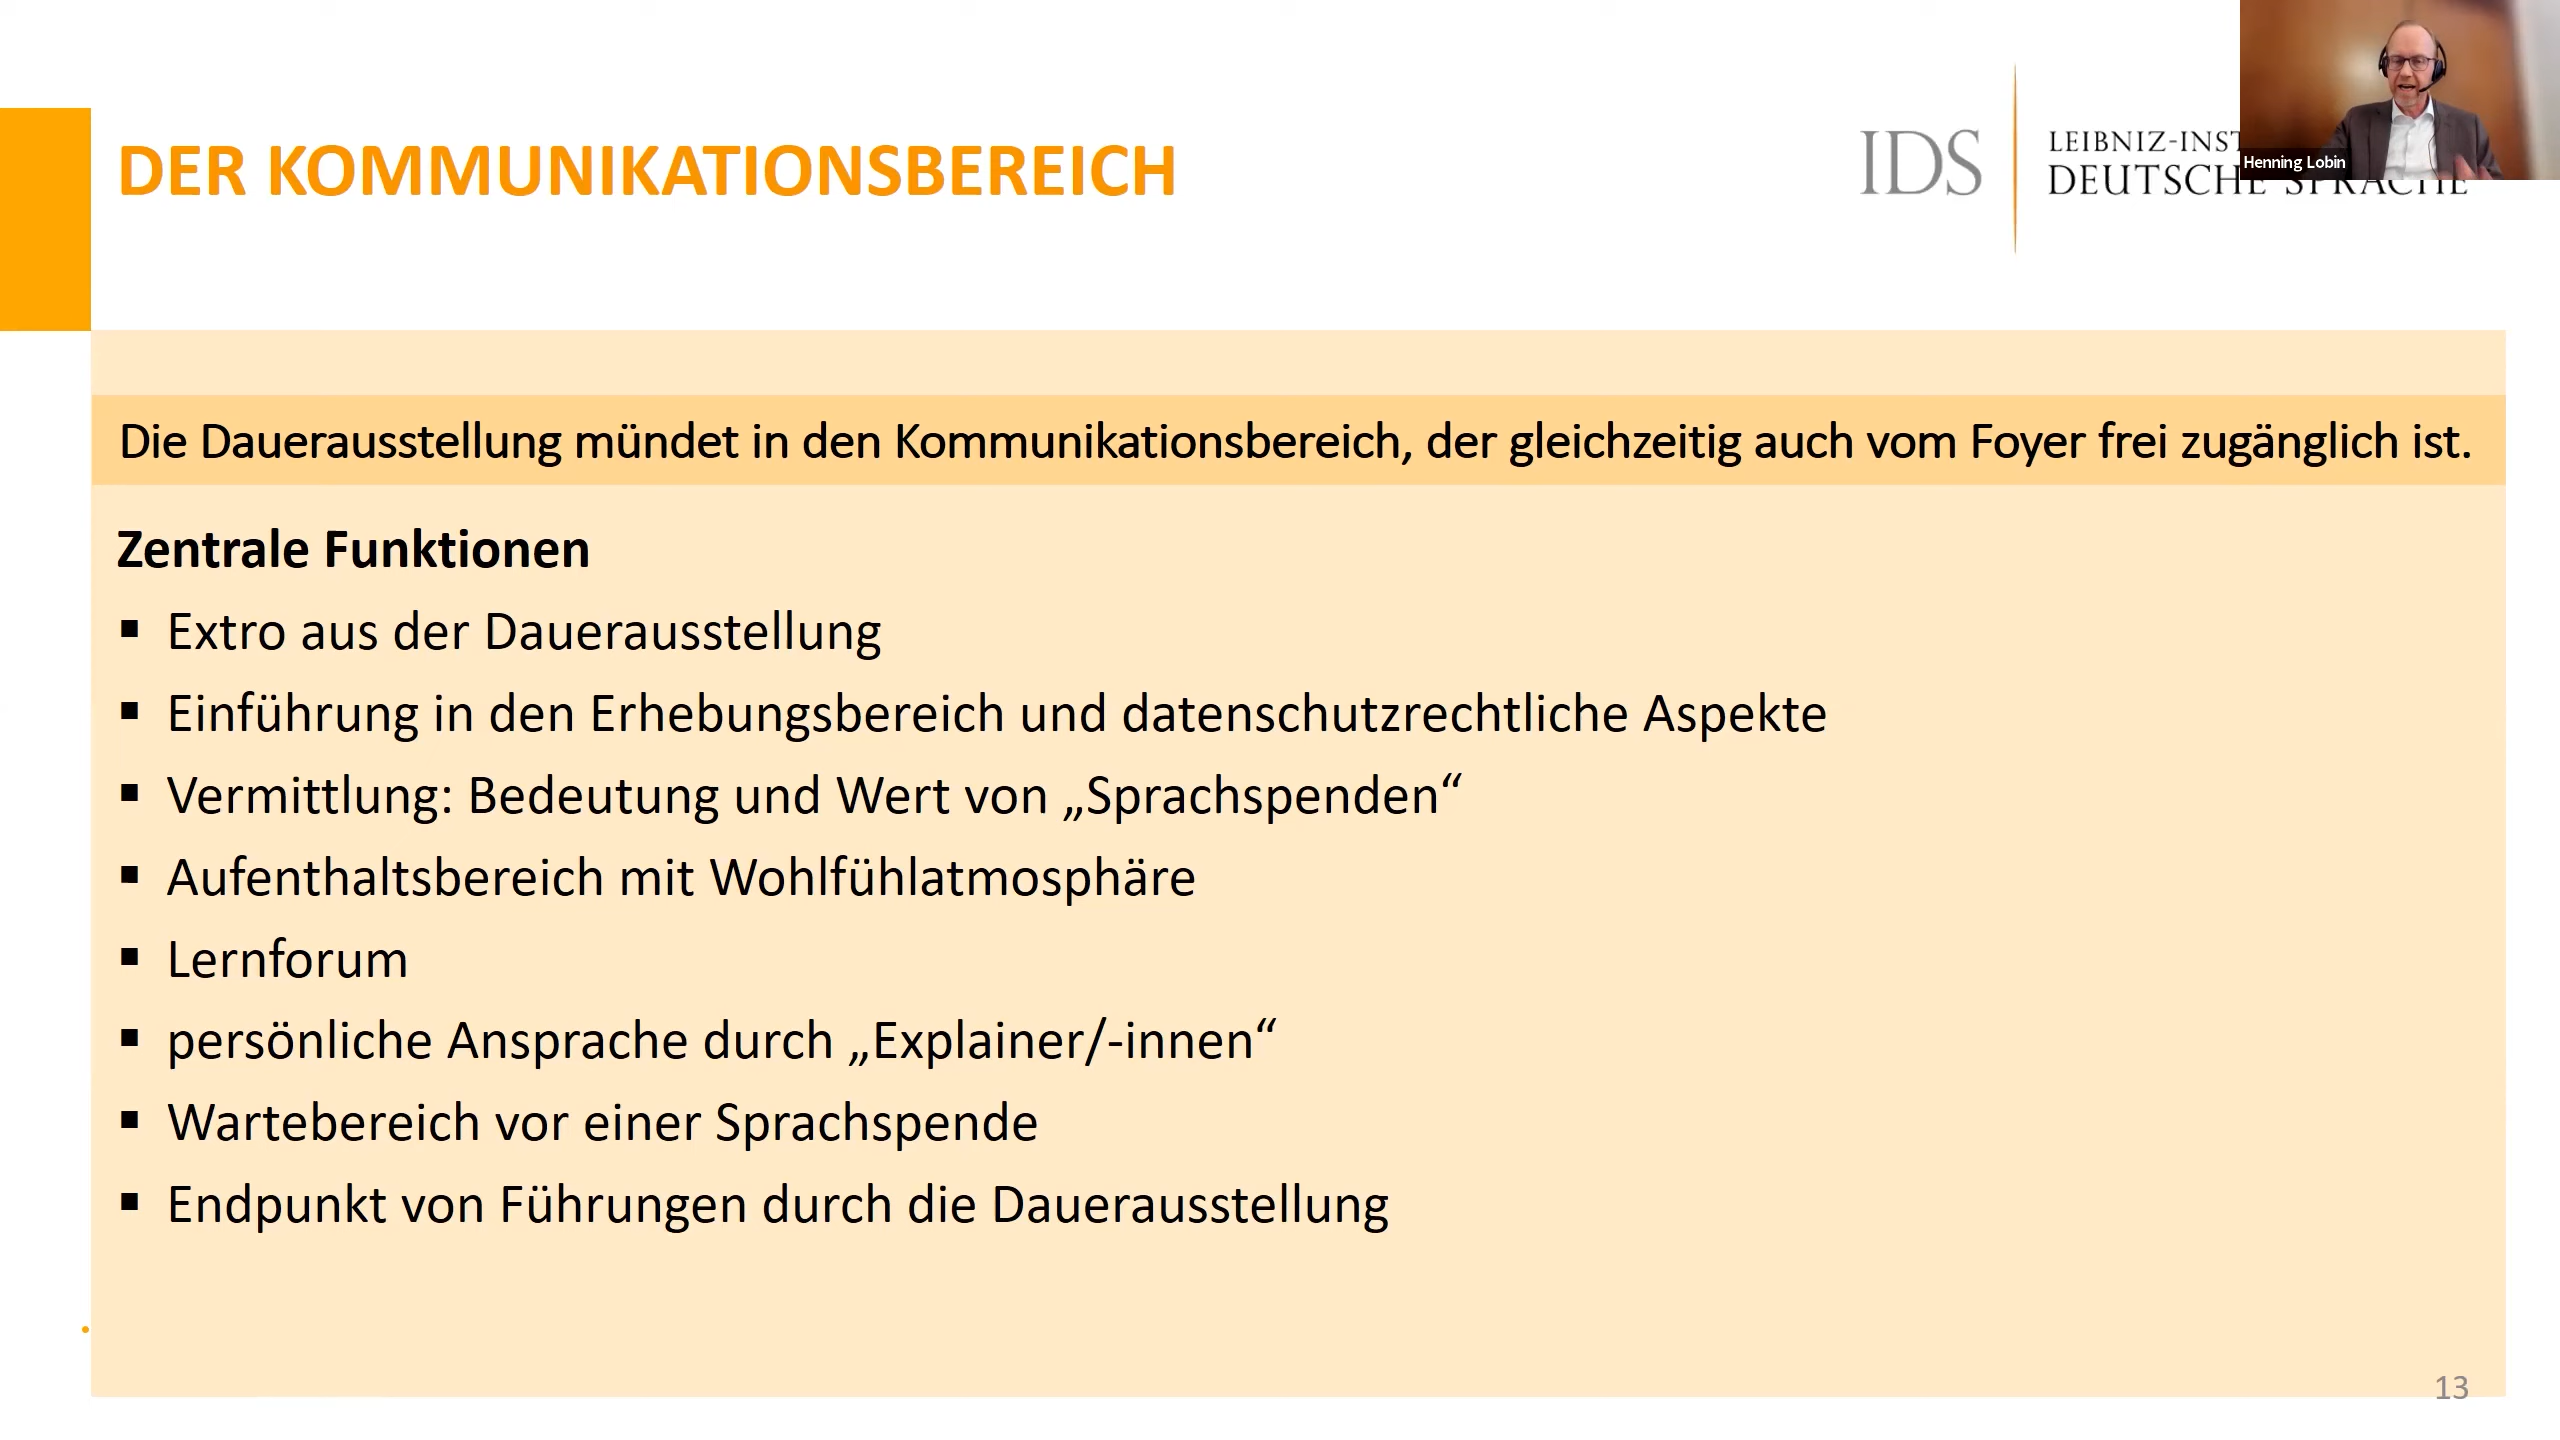 DER KOMMUNIKATIONSBEREICH
IDS
LEIBNIZ-INST
DEUTSCHE SPRACHE
Henning Lobin
Die Dauerausstellung mündet in den Kommunikationsbereich, der gleichzeitig auch vom Foyer frei zugänglich ist.
Zentrale Funktionen
▪ Extro aus der Dauerausstellung
▪ Einführung in den Erhebungsbereich und datenschutzrechtliche Aspekte
▪ Vermittlung: Bedeutung und Wert von „Sprachspenden“
▪ Aufenthaltsbereich mit Wohlfühlatmosphäre
▪ Lernforum
▪ persönliche Ansprache durch „Explainer/-innen“
▪ Wartebereich vor einer Sprachspende
▪ Endpunkt von Führungen durch die Dauerausstellung
13